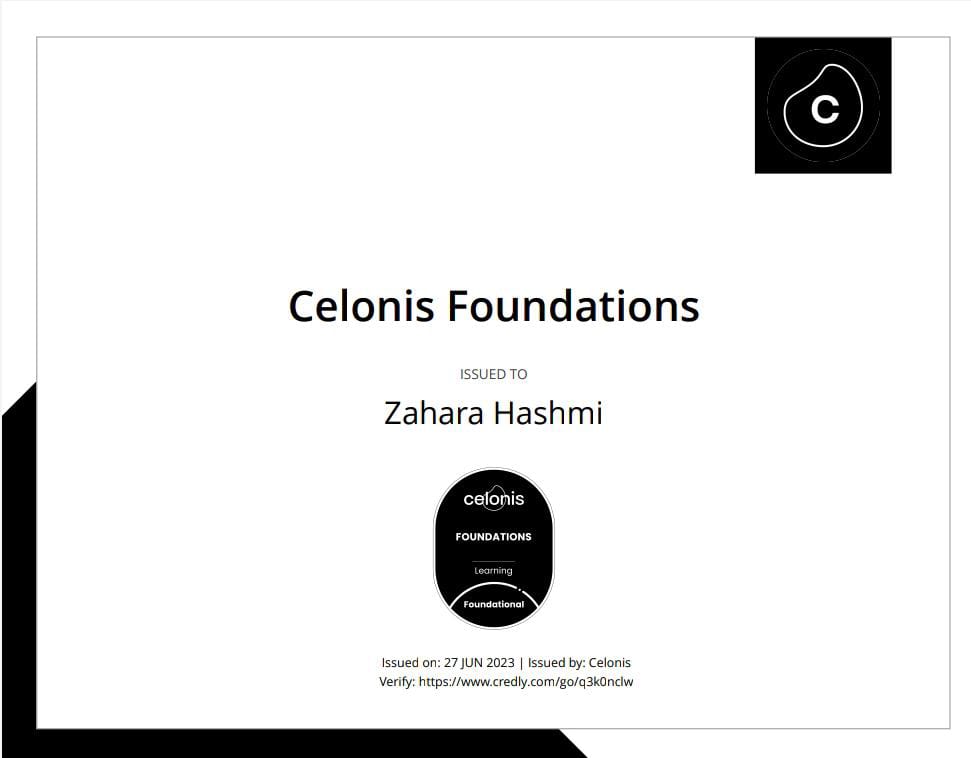 C
Celonis Foundations
ISSUED TO
Zahara Hashmi
celonis
FOUNDATIONS
Learning
Foundational
Issued on: 27 JUN 2023 | Issued by: Celonis
Verify: https://www.credly.com/go/q3k0nclw